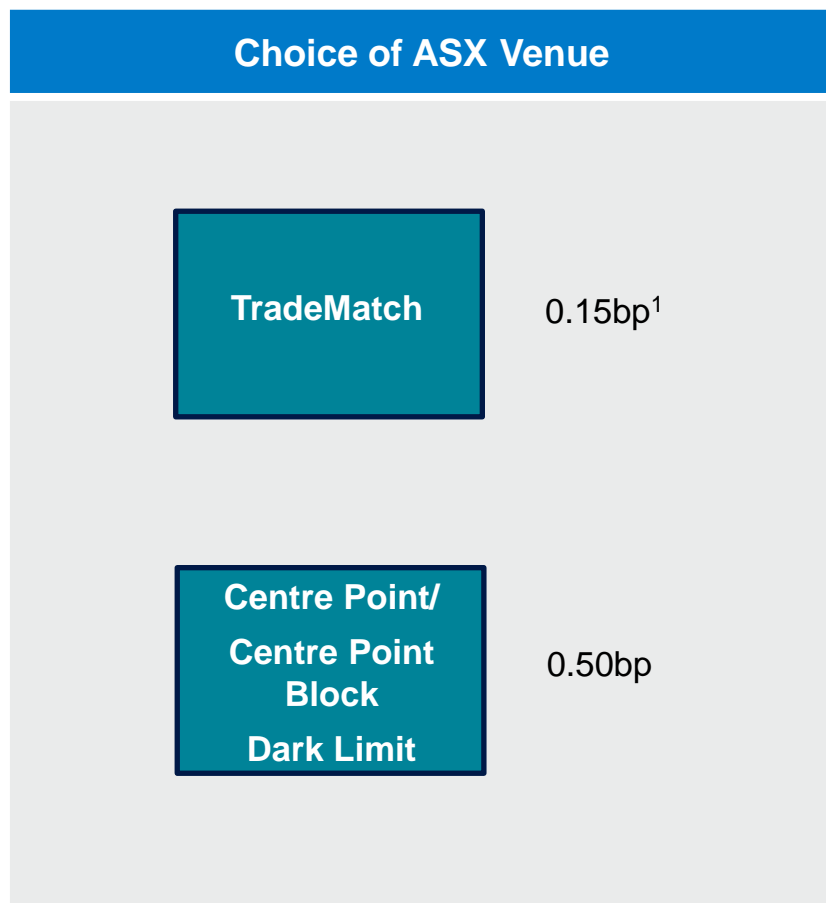 Choice of ASX Venue
TradeMatch
0.15bp¹
Centre Point/
Centre Point
Block
Dark Limit
0.50bp